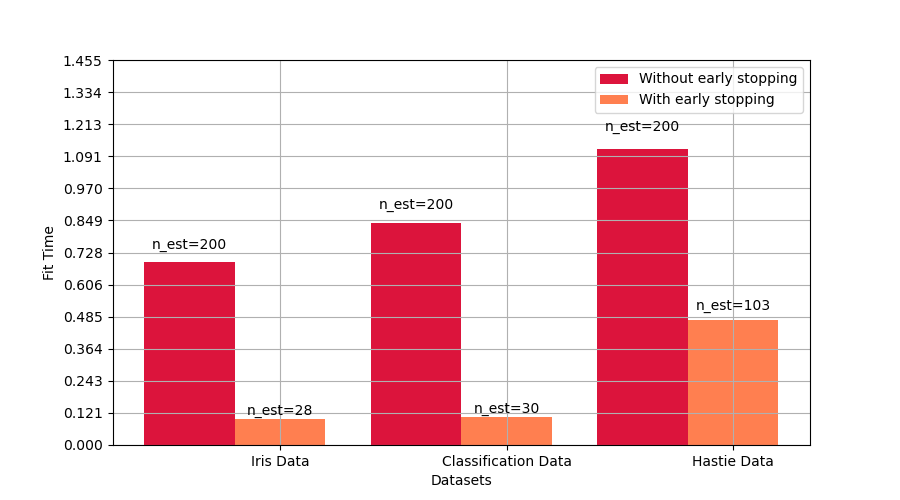 1.455
1.334
1.213
1.091
0.970
0.849
0.728
0.606
0.485
0.364
0.243
0.121
0.000
Fit Time
Without early stopping
With early stopping
n_est=200
n_est=200
n_est=200
n_est=28
n_est=30
n_est=103
Iris Data
Classification Data
Hastie Data
Datasets